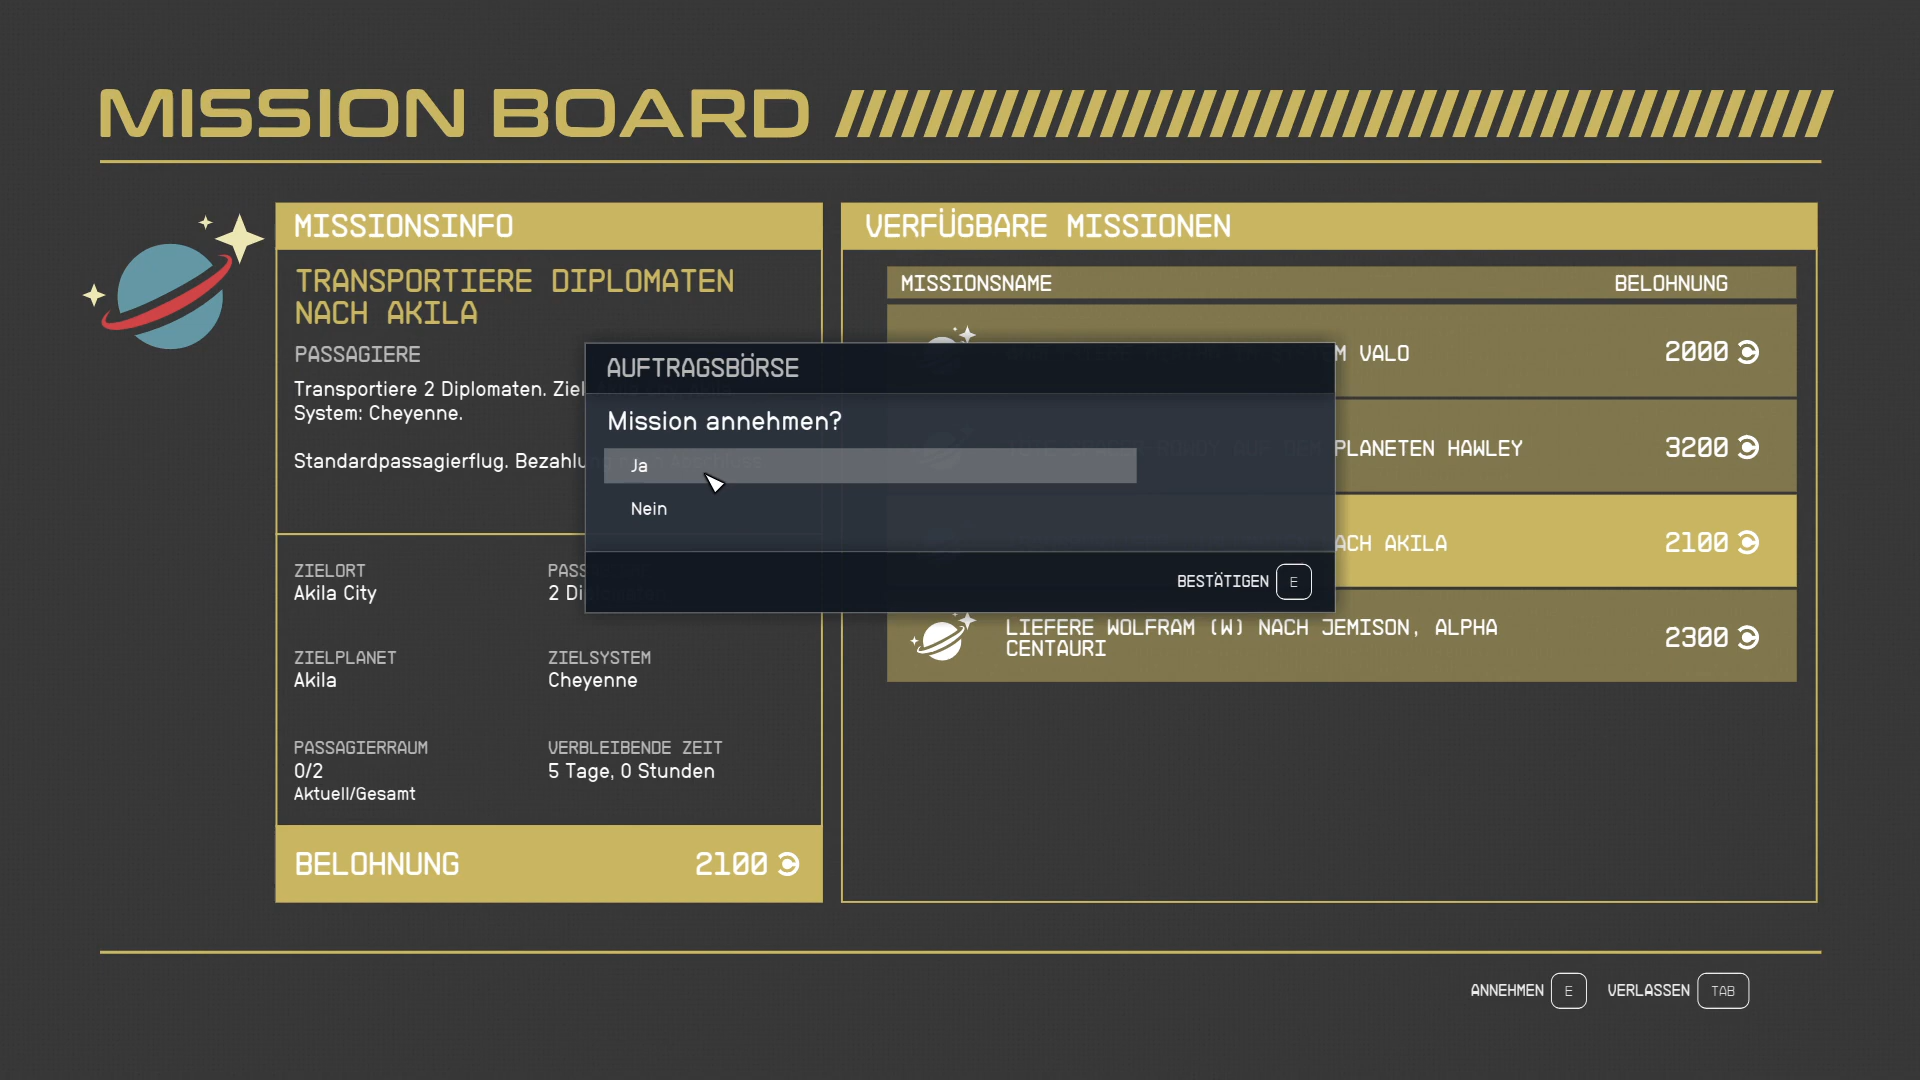 MISSION BOARD
MISSIONSINFO
TRANSPORTIERE DIPLOMATEN
NACH AKILA
PASSAGIERE
Transportiere 2 Diplomaten. Ziel
System: Cheyenne.
Standardpassagierflug. Bezahlu
ZIELORT
Akila City
2 Di
ZIELPLANET
Akila
ZIELSYSTEM
Cheyenne
PASSAGIERRAUM
0/2
Aktuell/Gesamt
VERBLEIBENDE ZEIT
5 Tage, 0 Stunden
BELOHNUNG 2100
AUFTRAGSBÖRSE
Mission annehmen?
Ja
Nein
BESTÄTIGEN E
VERFÜGBARE MISSIONEN
MISSIONSNAME BELOHNUNG
M VALO 2000
PLANETEN HAWLEY 3200
ACH AKILA 2100
LIEFERE WOLFRAM (W) NACH JEMISON, ALPHA
CENTAURI 2300
ANNEHMEN E VERLASSEN TAB